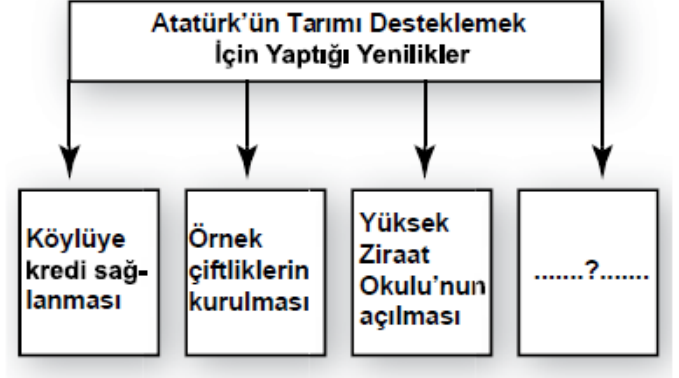 Atatürk'ün Tarımı Desteklemek
İçin Yaptığı Yenilikler
Köylüye
kredi sağ-
lanması
Örnek
çiftliklerin
kurulması
Yüksek
Ziraat
Okulu'nun
açılması
.......?.......